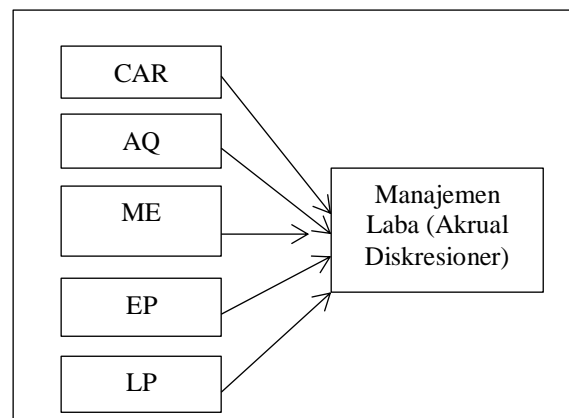 CAR
AQ
ME
EP
LP
Manajemen
Laba (Akrual
Diskresioner)